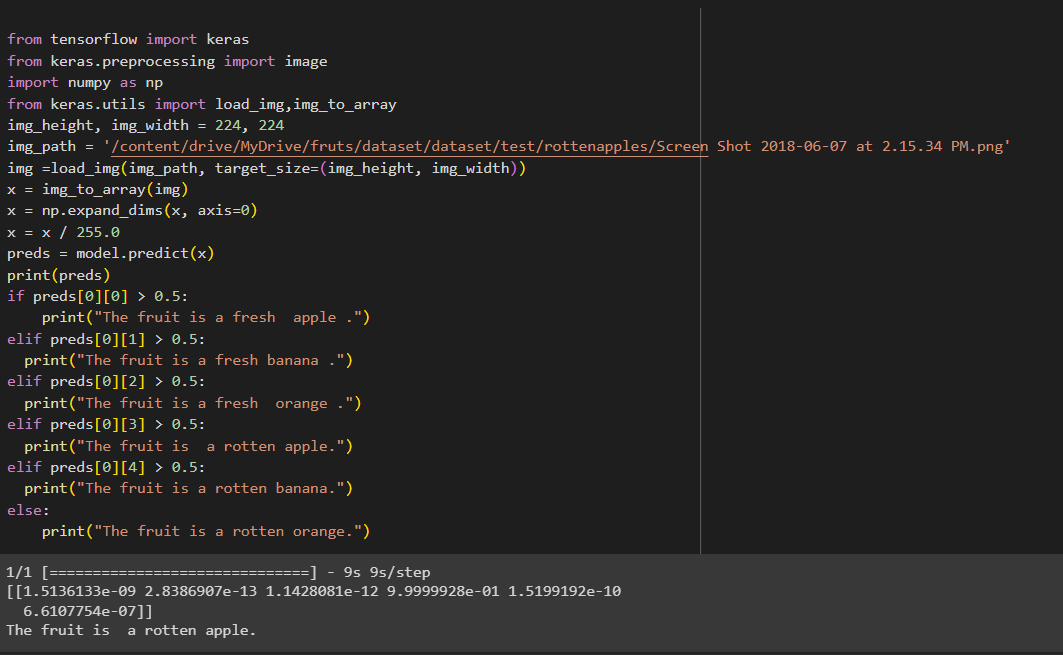 from tensorflow import keras
from keras.preprocessing import image
import numpy as np
from keras.utils import load_img,img_to_array
img_height, img_width = 224, 224
img_path = '/content/drive/MyDrive/fruts/dataset/dataset/test/rottenapples/Screen Shot 2018-06-07 at 2.15.34 PM.png'
img =load_img(img_path, target_size=(img_height, img_width))
x = img_to_array(img)
x = np.expand_dims(x, axis=0)
x = x / 255.0
preds = model.predict(x)
print(preds)
if preds[0][0] > 0.5:
    print("The fruit is a fresh  apple .")
elif preds[0][1] > 0.5:
  print("The fruit is a fresh banana .")
elif preds[0][2] > 0.5:
  print("The fruit is a fresh  orange .")
elif preds[0][3] > 0.5:
  print("The fruit is  a rotten apple.")
elif preds[0][4] > 0.5:
  print("The fruit is a rotten banana.")
else:
    print("The fruit is a rotten orange.")
1/1 [==============================] - 9s 9s/step
[[1.5136133e-09 2.8386907e-13 1.1428081e-12 9.9999928e-01 1.5199192e-10
  6.6107754e-07]]
The fruit is  a rotten apple.